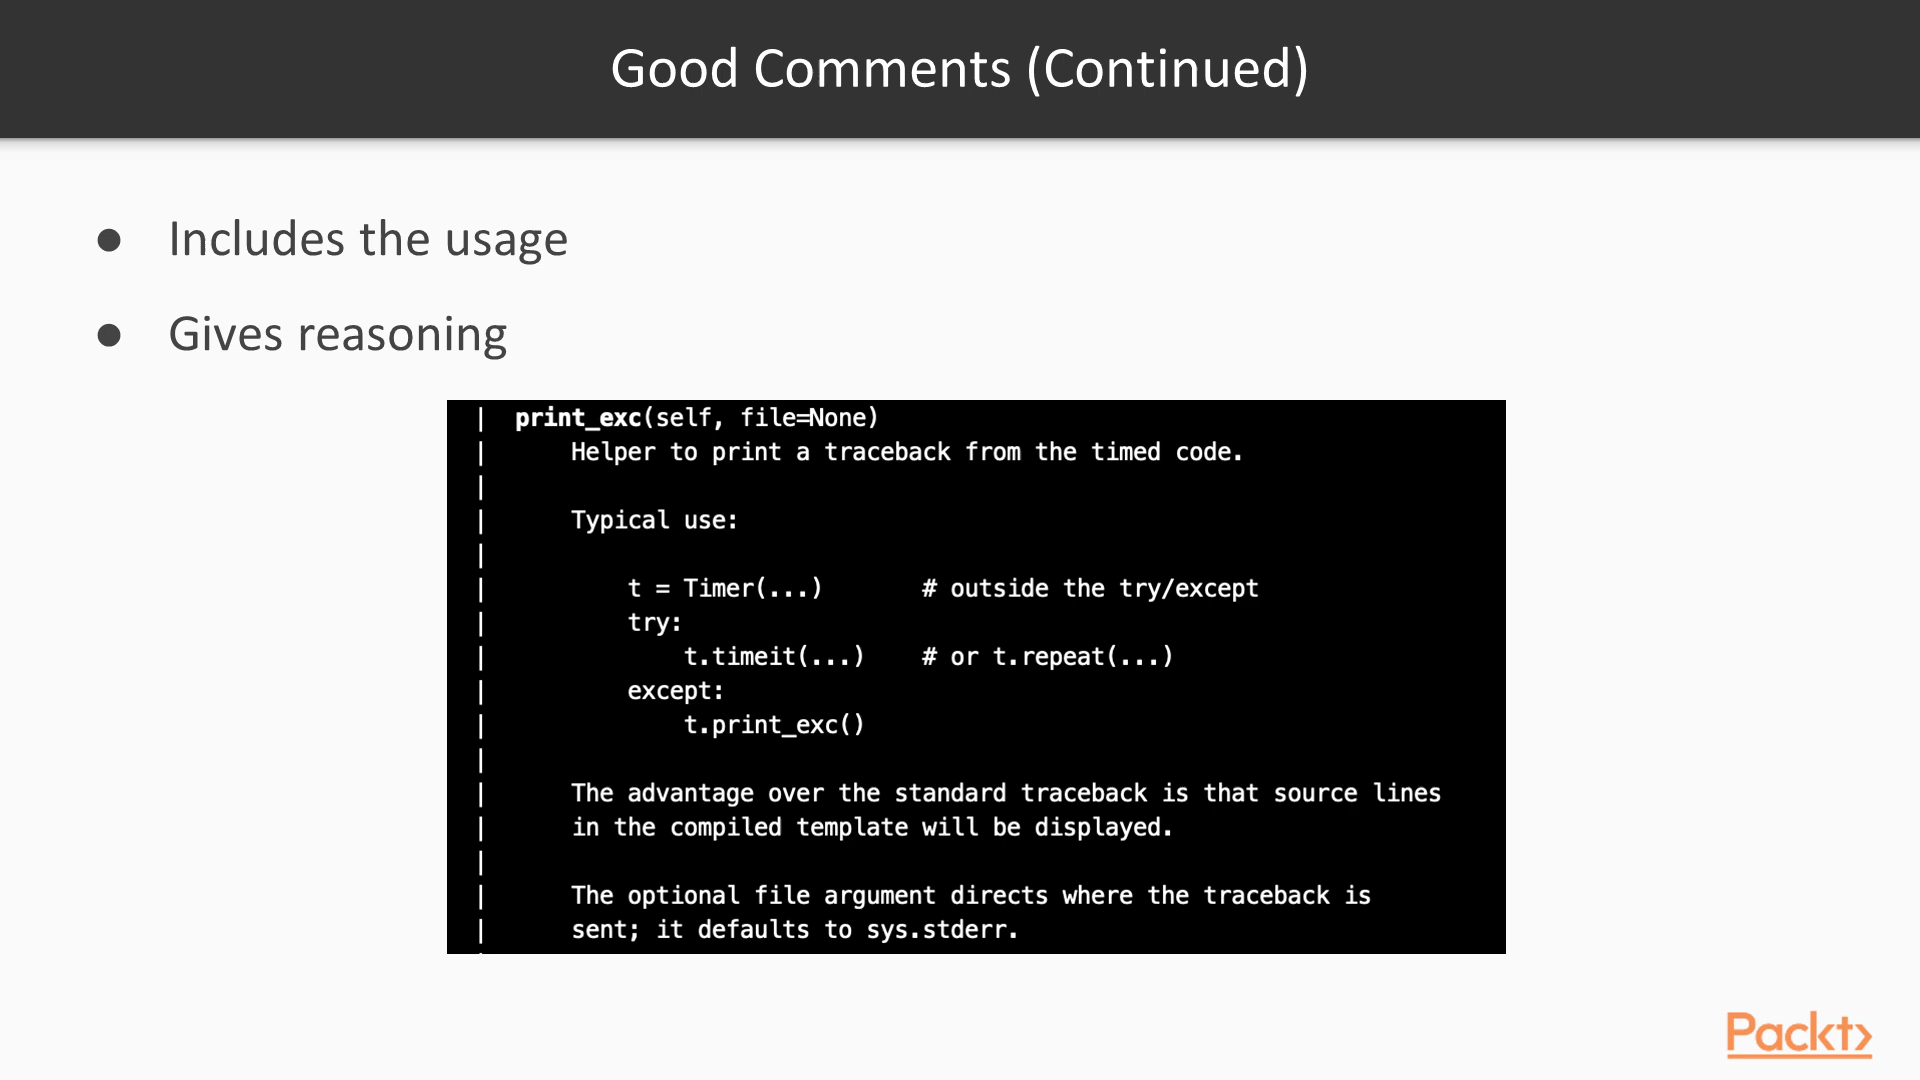 Good Comments (Continued)
● Includes the usage
● Gives reasoning
|  print_exc(self, file=None)
|      Helper to print a traceback from the timed code.
|
|      Typical use:
|
|          t = Timer(...)       # outside the try/except
|          try:
|              t.timeit(...)    # or t.repeat(...)
|          except:
|              t.print_exc()
|
|      The advantage over the standard traceback is that source lines
|      in the compiled template will be displayed.
|
|      The optional file argument directs where the traceback is
|      sent; it defaults to sys.stderr.
Packt>